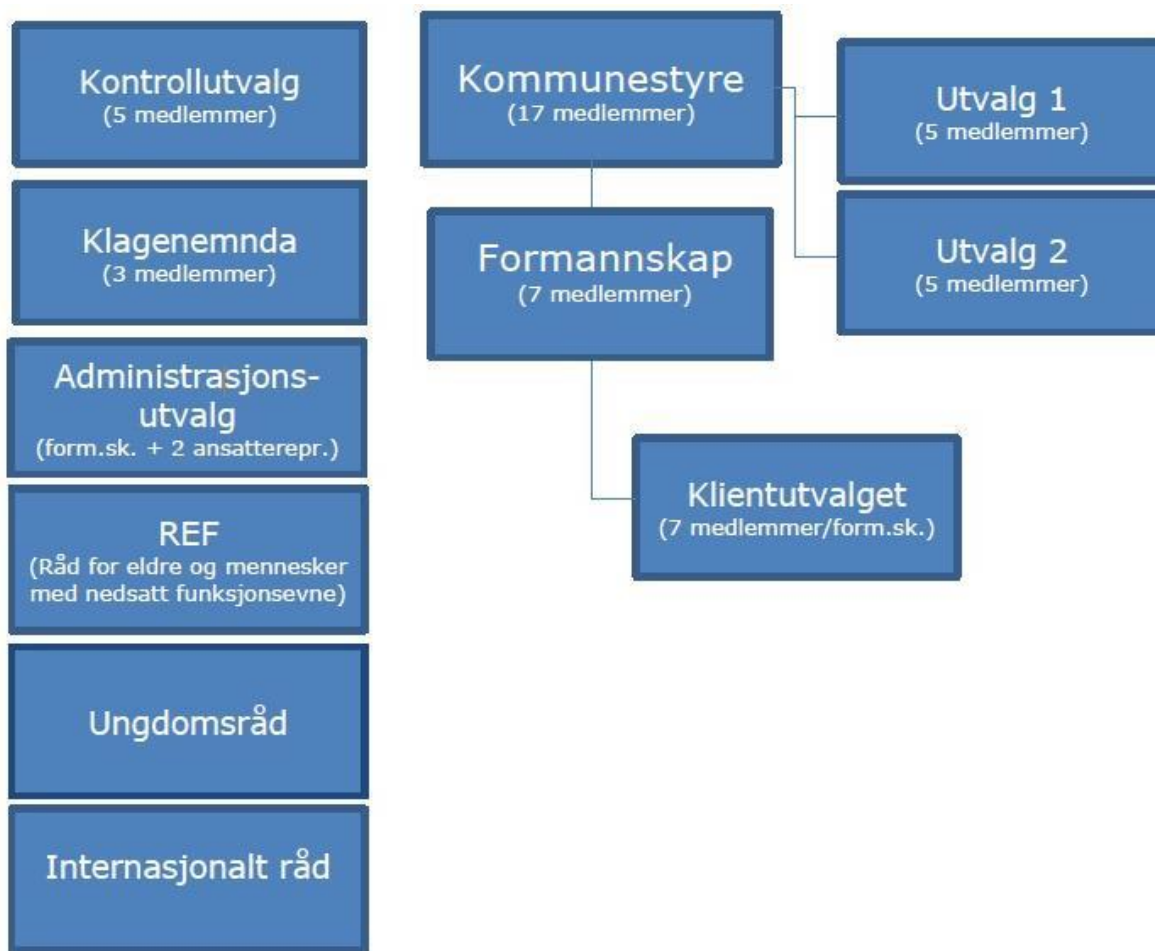 Kontrollutvalg
(5 medlemmer)
Klagenemnda
(3 medlemmer)
Administrasjons-
utvalg
(form.sk. + 2 ansatterepr.)
REF
(Råd for eldre og mennesker
med nedsatt funksjonsevne)
Ungdomsråd
Internasjonalt råd
Kommunestyre
(17 medlemmer)
Formannskap
(7 medlemmer)
Klientutvalget
(7 medlemmer/form.sk.)
Utvalg 1
(5 medlemmer)
Utvalg 2
(5 medlemmer)